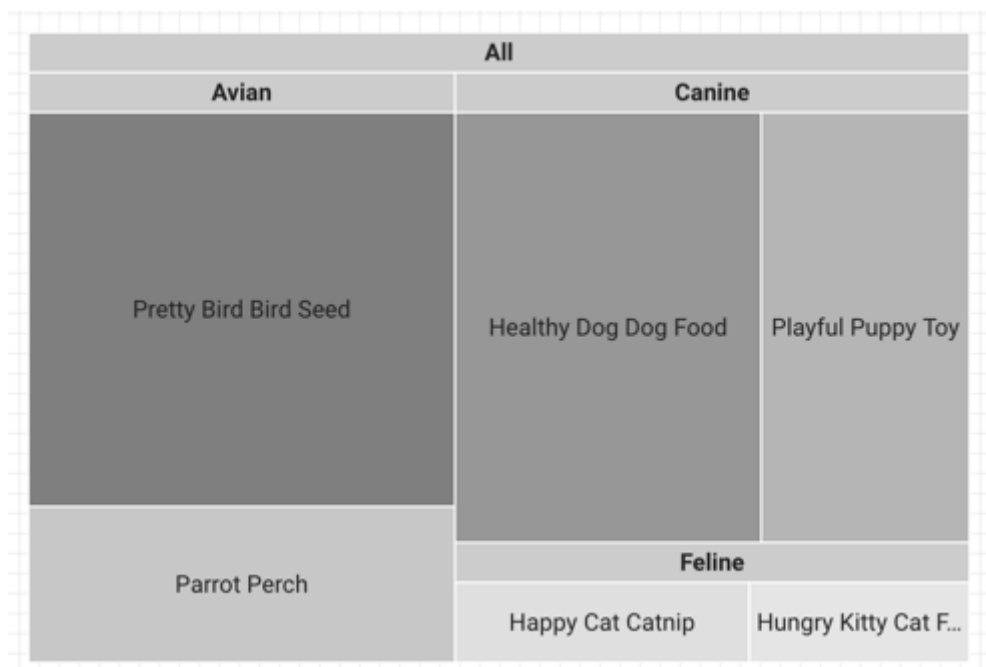 All
Avian
Canine
Pretty Bird Bird Seed
Healthy Dog Dog Food
Playful Puppy Toy
Parrot Perch
Feline
Happy Cat Catnip
Hungry Kitty Cat F...